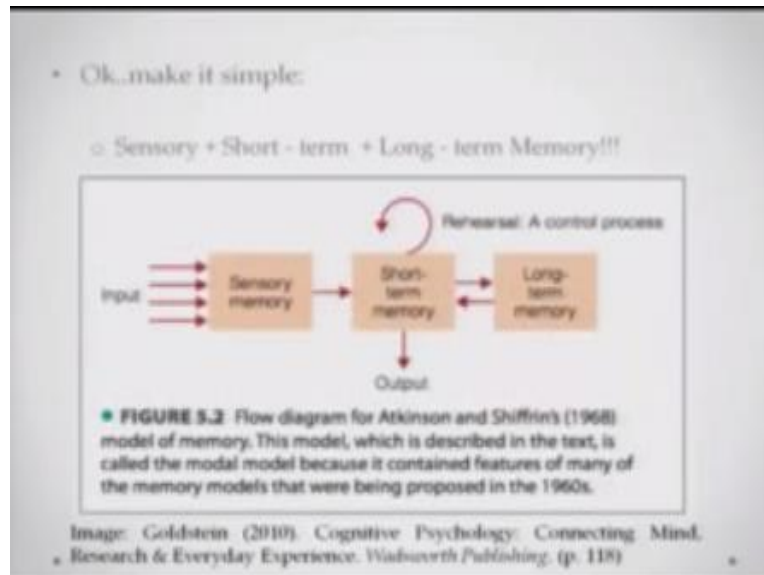 Ok..make it simple:
Sensory + Short - term + Long - term Memory!!!
Rehearsal: A control process
Input
Sensory
memory
Short-
term
memory
Long-
term
memory
Output
FIGURE 5.2 Flow diagram for Atkinson and Shiffrin's (1968)
model of memory. This model, which is described in the text, is
called the modal model because it contained features of many of
the memory models that were being proposed in the 1960s.
Image: Goldstein (2010). Cognitive Psychology: Connecting Mind,
Research & Everyday Experience. Wadsworth Publishing. (p. 118)